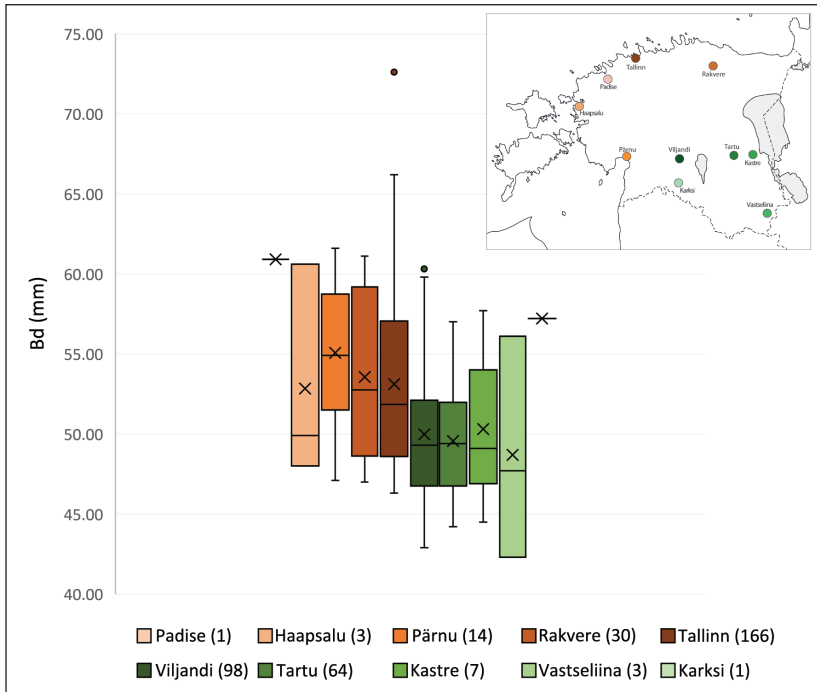 75.00
70.00
65.00
60.00
55.00
50.00
45.00
40.00
Bd (mm)
Tallinn
Rakvere
Padise
Haapsalu
Pärnu
Viljandi
Tartu
Kastre
Karksi
Vastseliina
Padise (1) Haapsalu (3) Pärnu (14) Rakvere (30) Tallinn (166)
Viljandi (98) Tartu (64) Kastre (7) Vastseliina (3) Karksi (1)